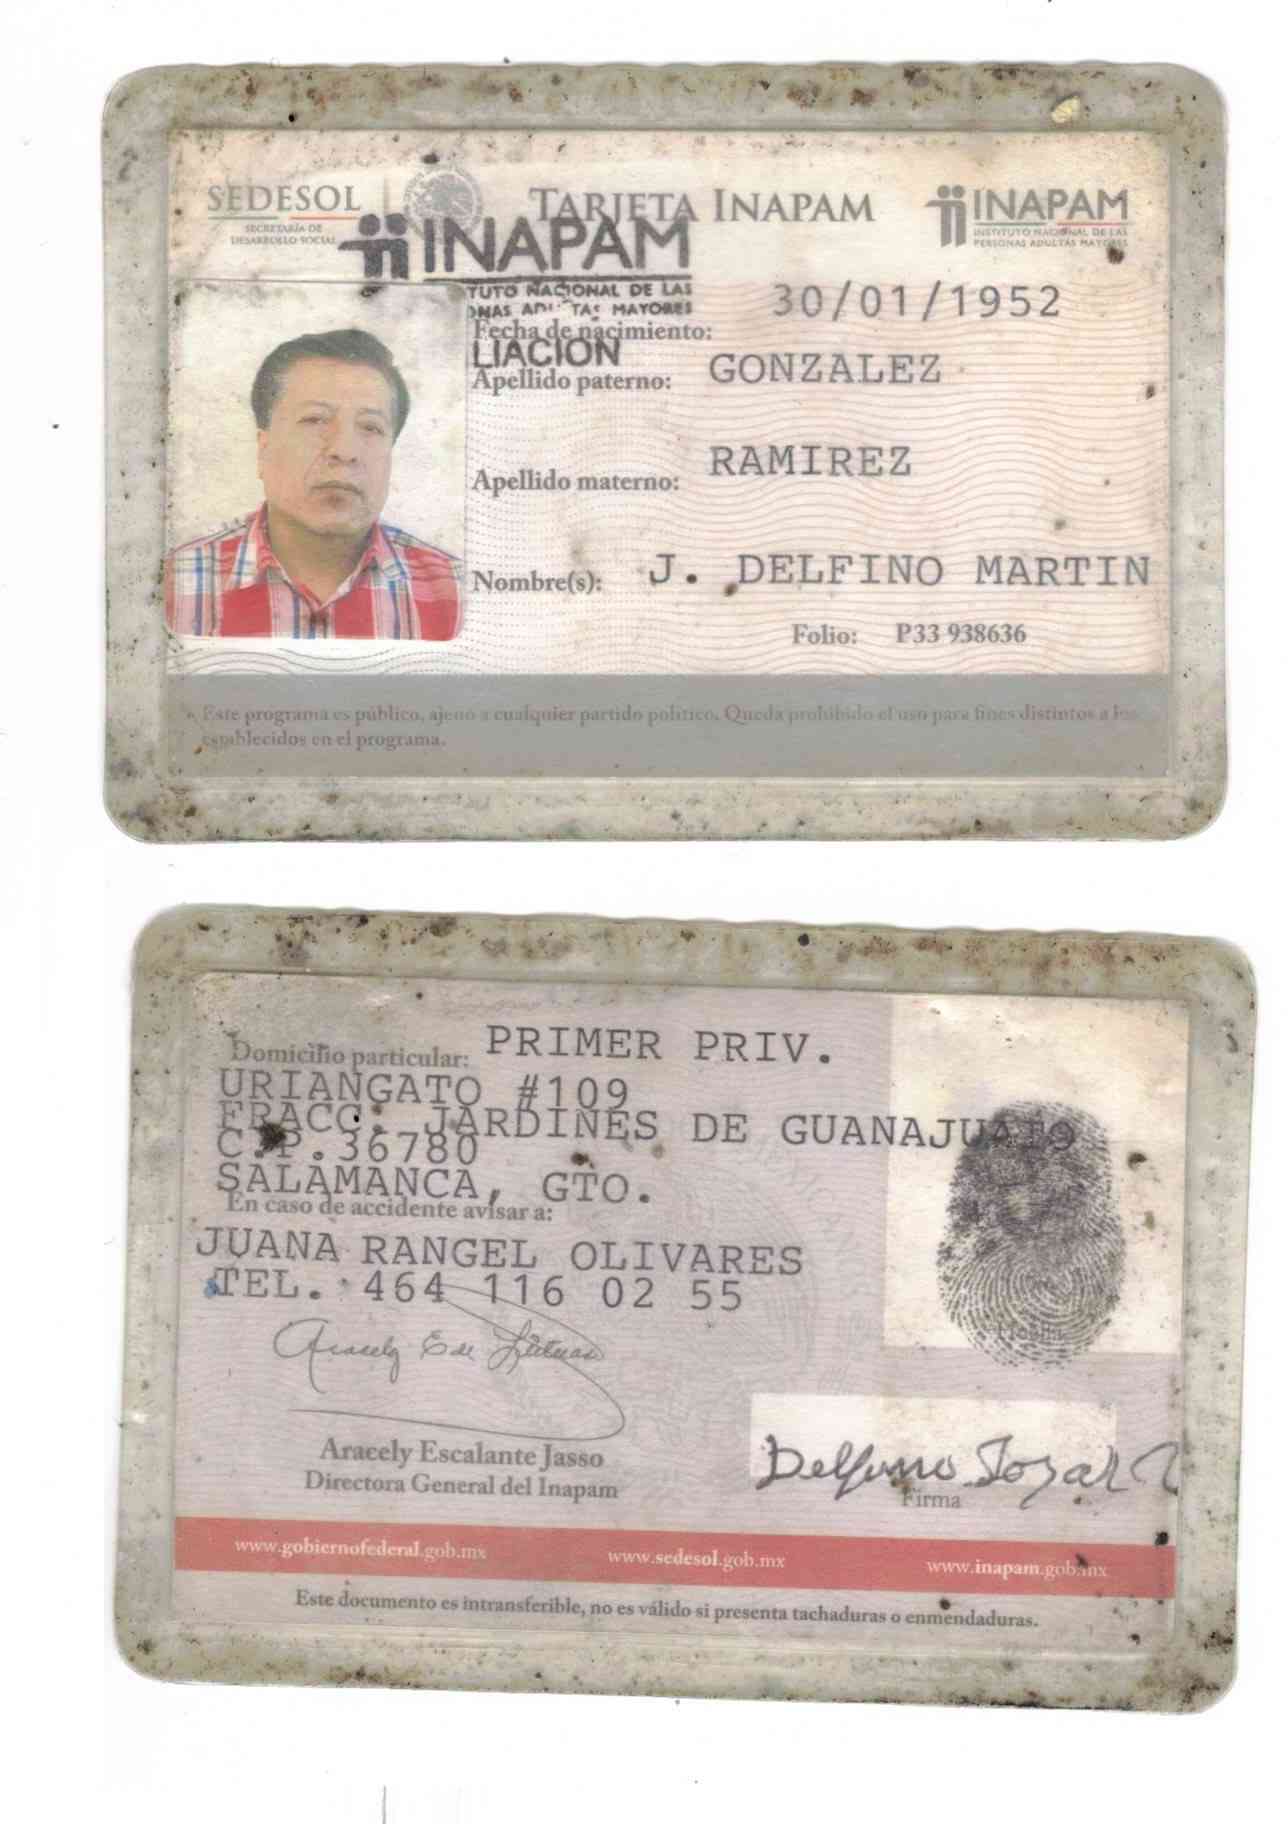 SEDESOL
SECRETARÍA DE
DESARROLLO SOCIAL
TARJETA INAPAM
INAPAM
INSTITUTO NACIONAL DE LAS
PERSONAS ADULTAS MAYORES
INAPAM
TUTO NACIONAL DE LAS
MAYORES
30/01/1952
Fecha de nacimiento:
LIACION
Apellido paterno: GONZALEZ
Apellido materno: RAMIREZ
Nombre(s): J. DELFINO MARTIN
Folio: P33 938636
Este programa es público, ajeno a cualquier partido político. Queda prohibido el uso para fines distintos a los
establecidos en el programa.
Domicilio particular: PRIMER PRIV.
URIANGATO #109
FRACC. JARDINES DE GUANAJUATO
C.P.36780
SALAMANCA, GTO.
En caso de accidente avisar a:
JUANA RANGEL OLIVARES
TEL. 464 116 02 55
Huella
Aracely Escalante Jasso
Directora General del Inapam
Firma
www.gobiernofederal.gob.mx www.sedesol.gob.mx www.inapam.gob.mx
Este documento es intransferible, no es válido si presenta tachaduras o enmendaduras.